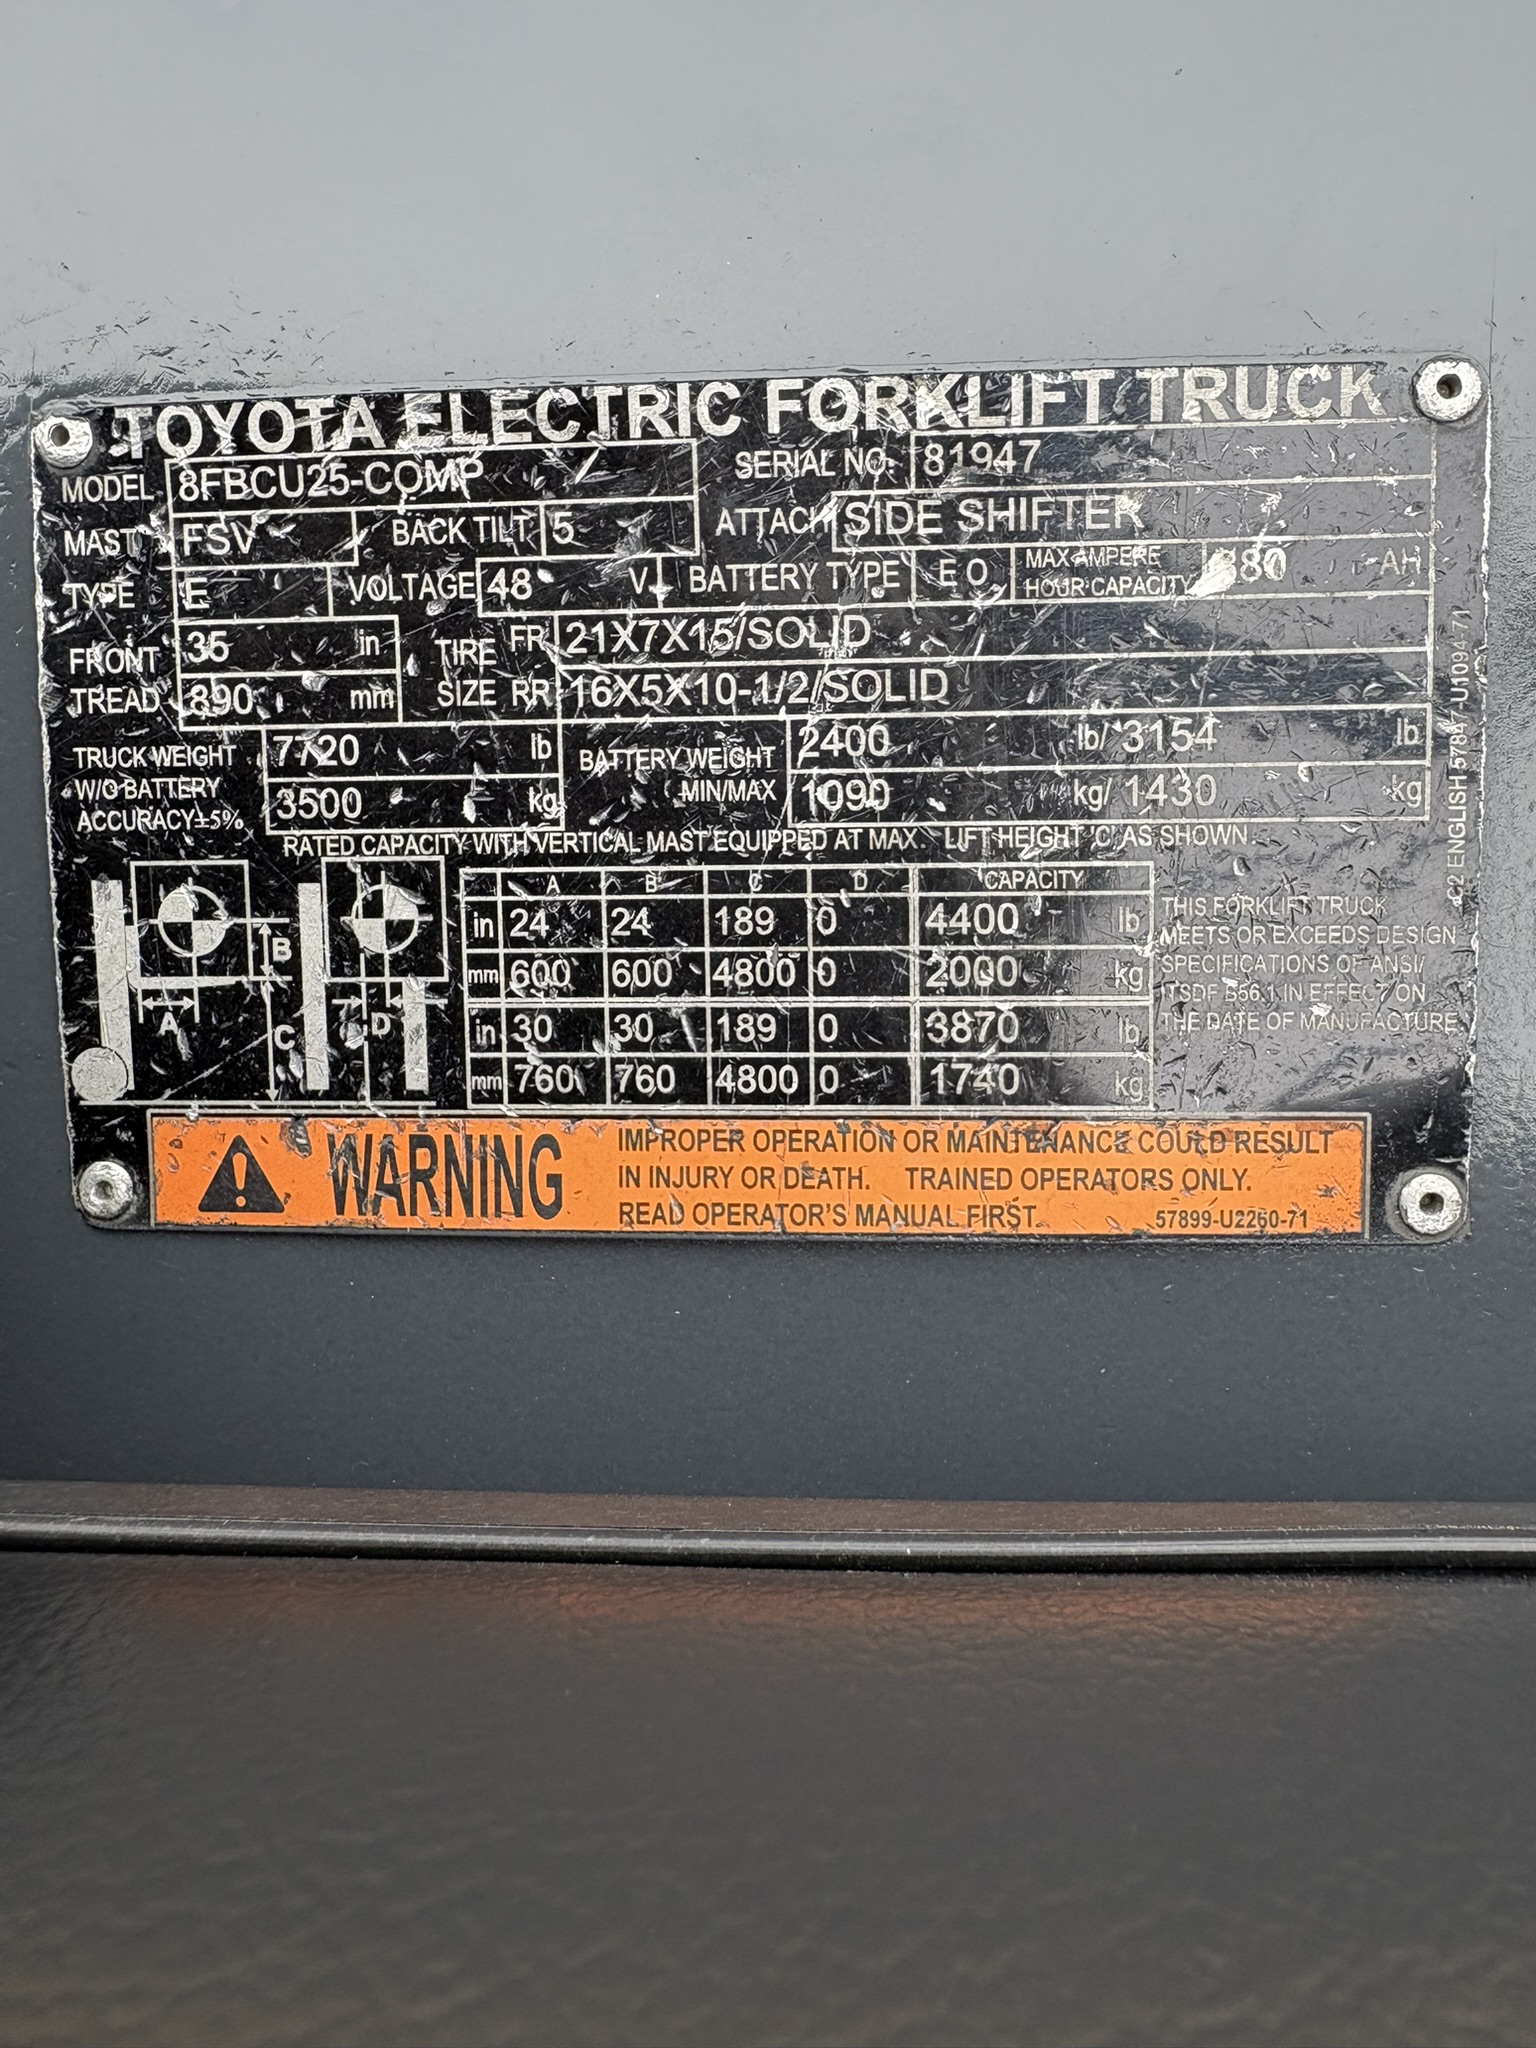 TOYOTA ELECTRIC FORKLIFT TRUCK
MODEL 8FBCU25-COMP SERIAL NO. 81947
MAST FSV BACK TILT 5 ATTACH SIDE SHIFTER
TYPE E VOLTAGE 48 V BATTERY TYPE E O MAX AMPERE HOUR CAPACITY AH
FRONT TREAD 35 in 890 mm
TIRE SIZE FR 21X7X15/SOLID
RR 16X5X10-1/2/SOLID
TRUCK WEIGHT W/O BATTERY ACCURACY±5% 7720 lb 3500 kg
BATTERY WEIGHT MIN/MAX 2400 lb/ 3154 lb
1090 kg/ 1430 kg
RATED CAPACITY WITH VERTICAL MAST EQUIPPED AT MAX. LIFT HEIGHT 'C' AS SHOWN.
A B C D
A B C D CAPACITY
in 24 24 189 0 4400 lb
mm 600 600 4800 0 2000 kg
in 30 30 189 0 3870 lb
mm 760 760 4800 0 1740 kg
THIS FORKLIFT TRUCK
MEETS OR EXCEEDS DESIGN
SPECIFICATIONS OF ANSI/
ITSDF B56.1 IN EFFECT ON
THE DATE OF MANUFACTURE
C2 ENGLISH 57847-U1094-71
WARNING
IMPROPER OPERATION OR MAINTENANCE COULD RESULT
IN INJURY OR DEATH. TRAINED OPERATORS ONLY.
READ OPERATOR'S MANUAL FIRST.
57899-U2260-71